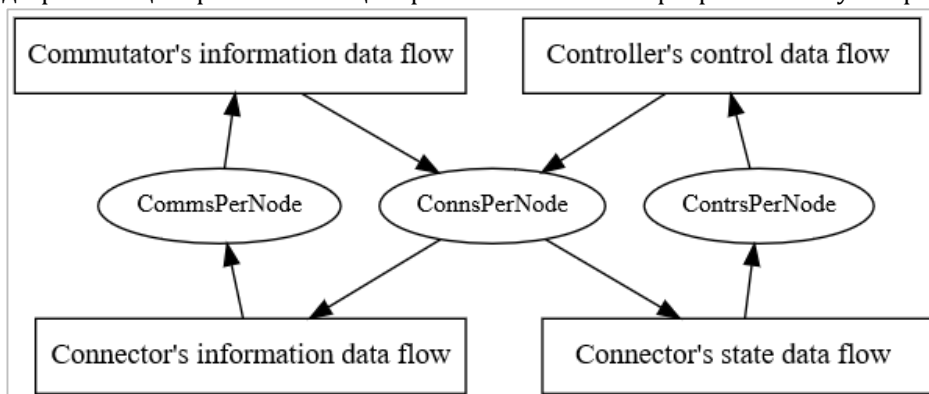 Commutator's information data flow
Controller's control data flow
CommsPerNode
ConnsPerNode
ContrsPerNode
Connector's information data flow
Connector's state data flow